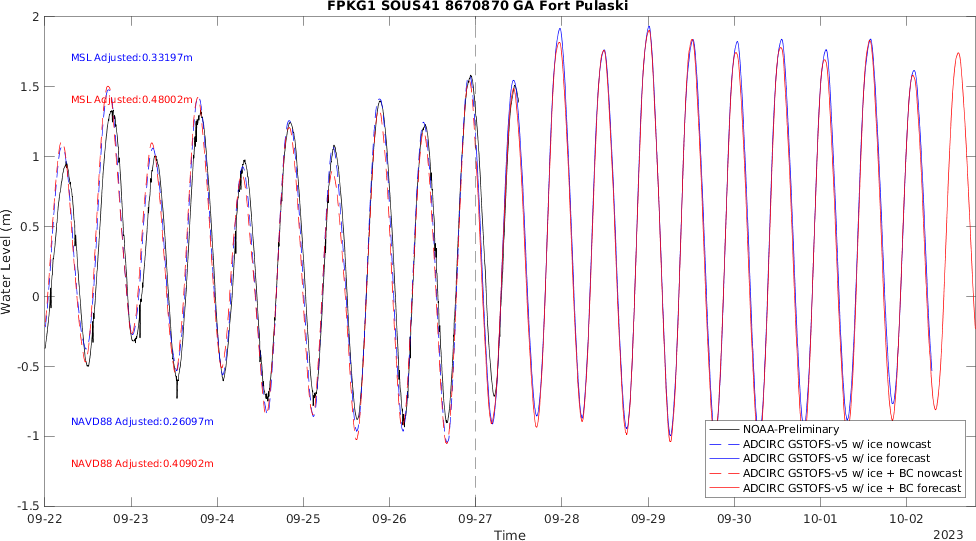 FPKG1 SOUS41 8670870 GA Fort Pulaski
2
1.5
1
0.5
0
-0.5
-1
-1.5
Water Level (m)
MSL Adjusted:0.33197m
MSL Adjusted:0.48002m
NAVD88 Adjusted:0.26097m
NAVD88 Adjusted:0.40902m
NOAA-Preliminary
ADCIRC GSTOFS-v5 w/ ice nowcast
ADCIRC GSTOFS-v5 w/ ice forecast
ADCIRC GSTOFS-v5 w/ ice + BC nowcast
ADCIRC GSTOFS-v5 w/ ice + BC forecast
09-22 09-23 09-24 09-25 09-26 09-27 09-28 09-29 09-30 10-01 10-02
Time
2023